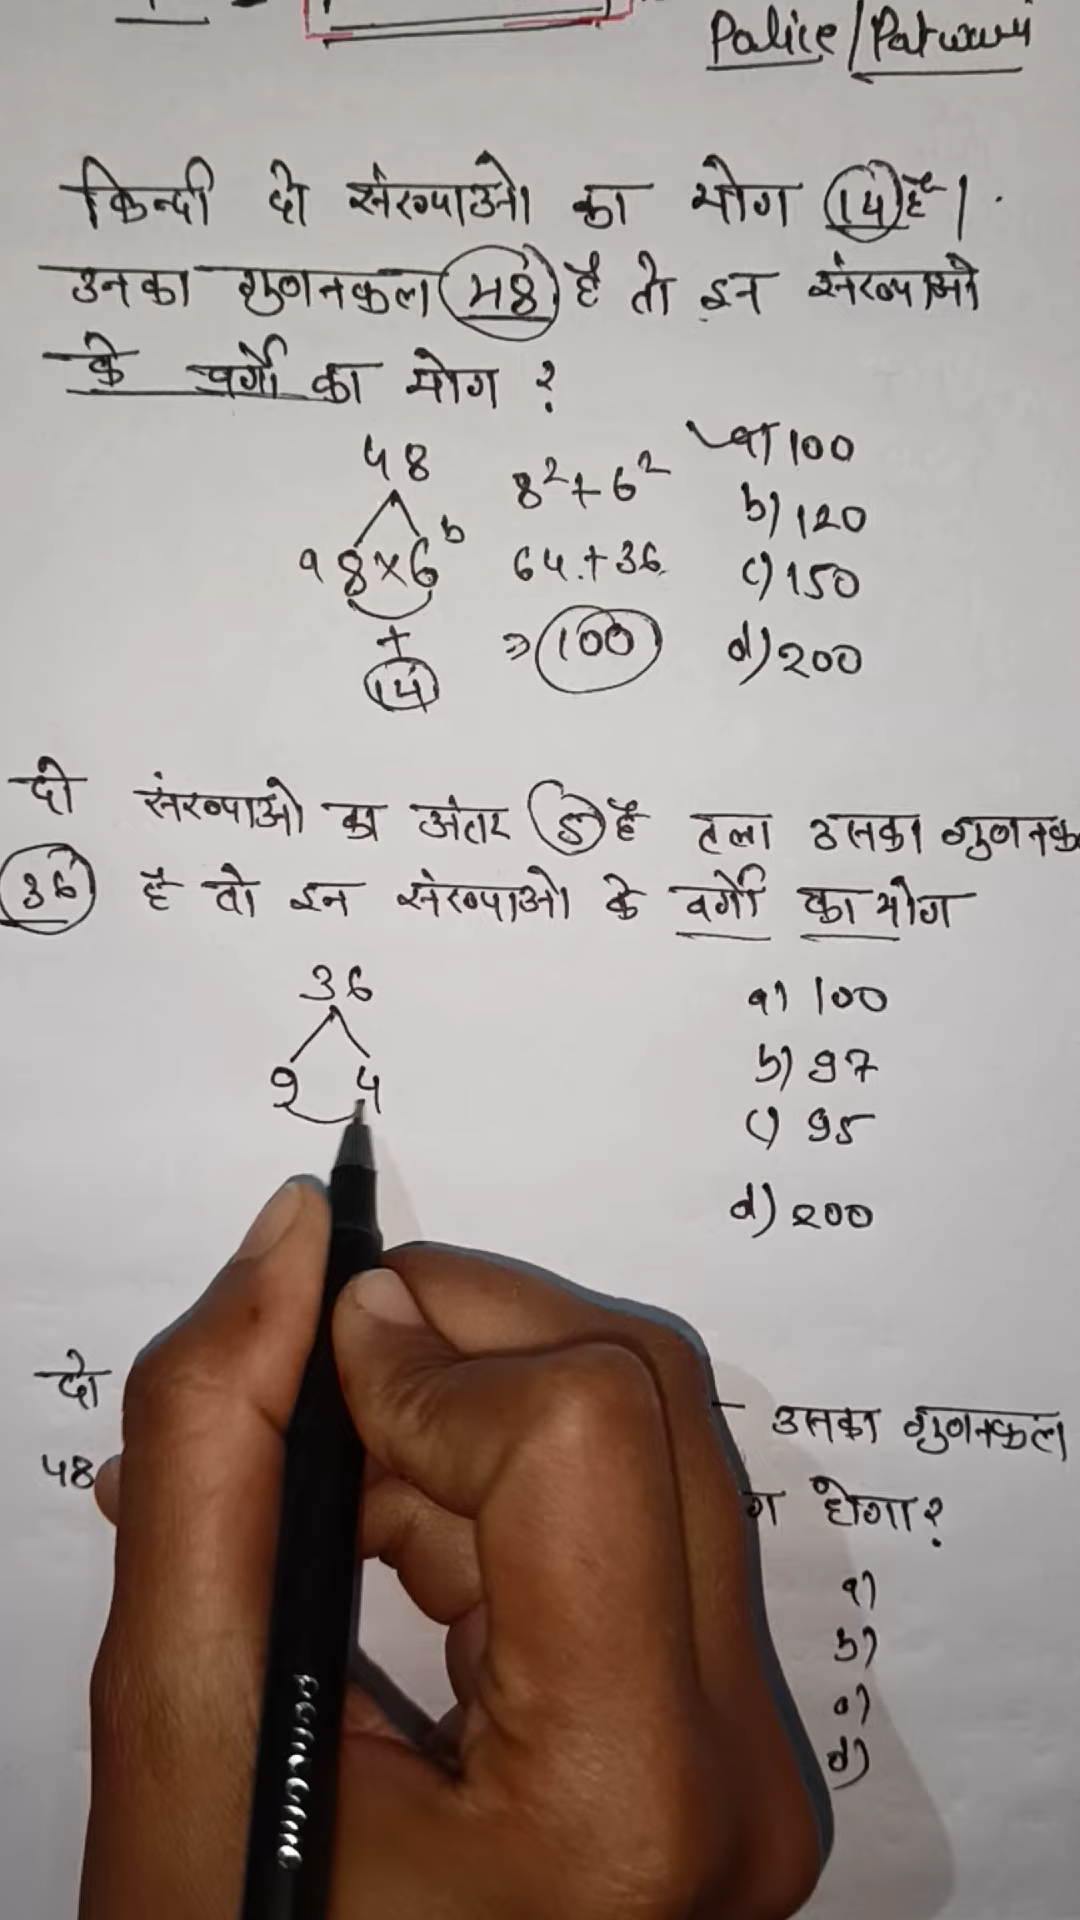 Police/Patwari
किन्ही दो संख्याओ का योग 14 है।
उनका गुणनफल 48 है तो इन संख्याओ
के वर्गो का योग ?
48
8² + 6²
a) 100
b) 120
a 8 × 6 b
64 + 36
c) 150
+
⇒ 100
d) 200
14
दो संख्याओ का अंतर 5 है तथा उसका गुणनफ
36 है तो इन संख्याओ के वर्गो का योग
36
a) 100
b) 97
9 4
c) 95
d) 200
दो उसका गुणनफल
48 ग होगा?
a)
b)
c)
d)